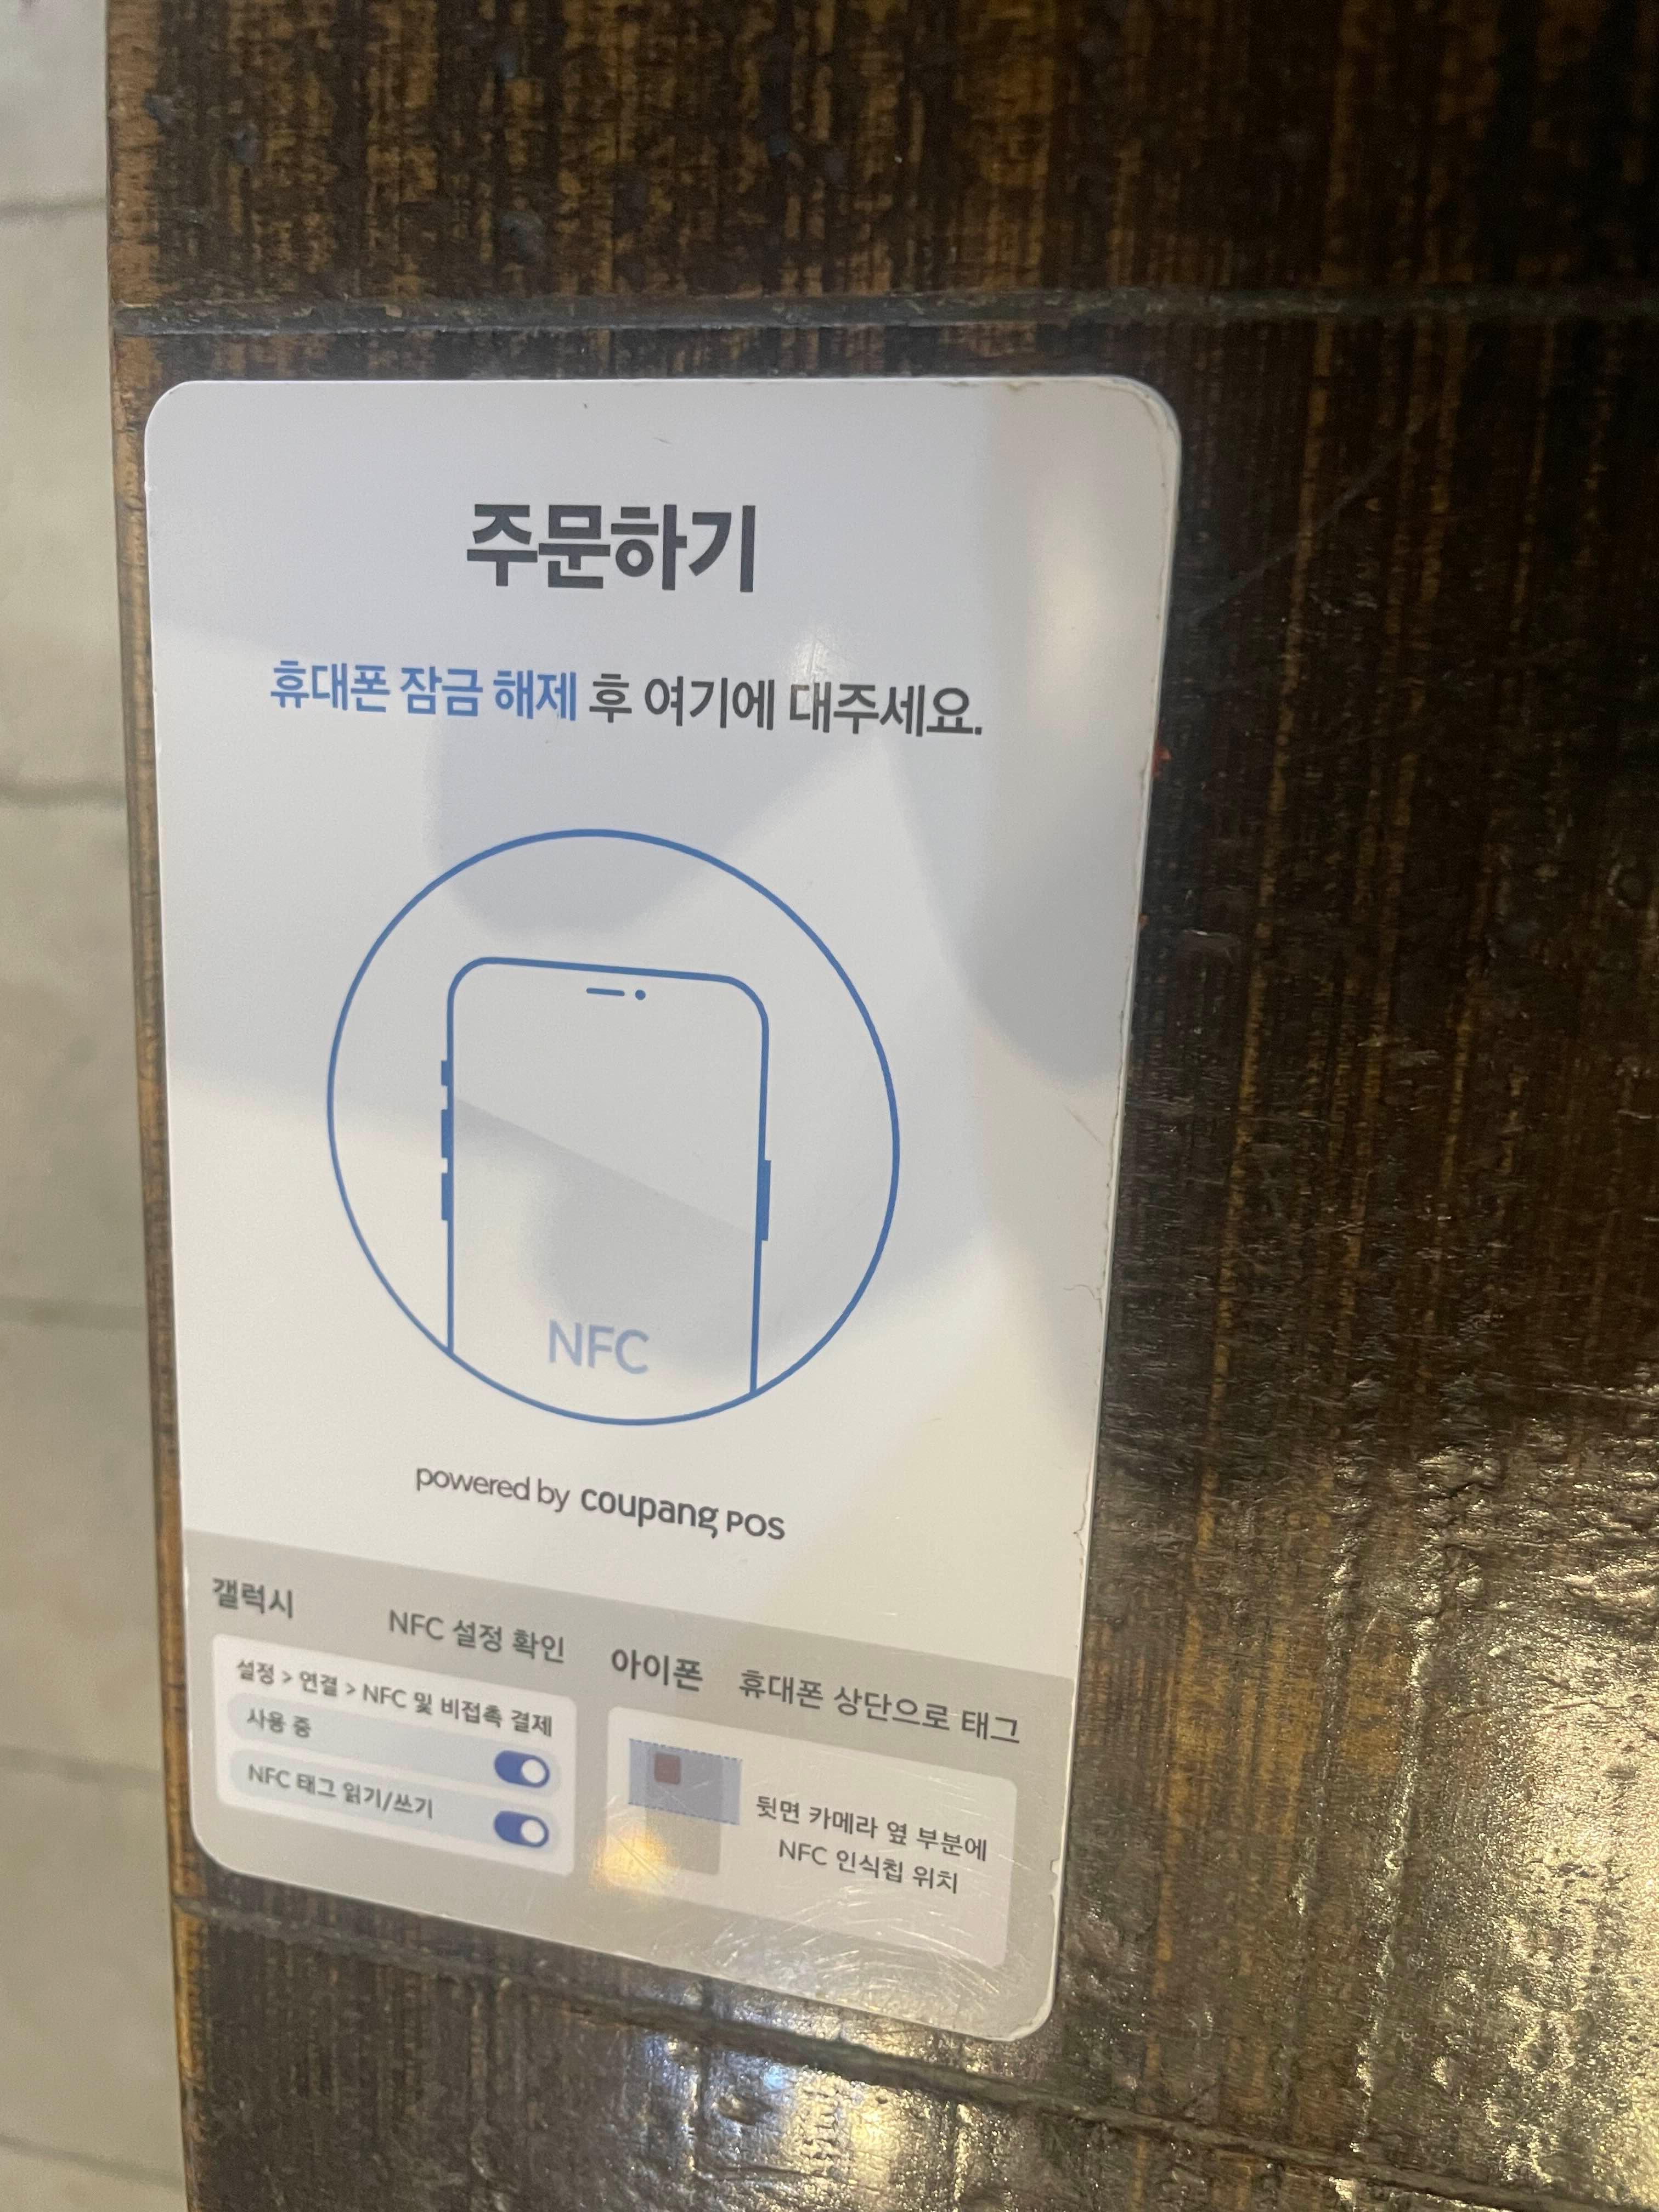 주문하기
휴대폰 잠금 해제 후 여기에 대주세요.
NFC
powered by coupang POS
갤럭시 NFC 설정 확인
설정 > 연결 > NFC 및 비접촉 결제
사용 중
NFC 태그 읽기/쓰기
아이폰 휴대폰 상단으로 태그
뒷면 카메라 옆 부분에
NFC 인식칩 위치